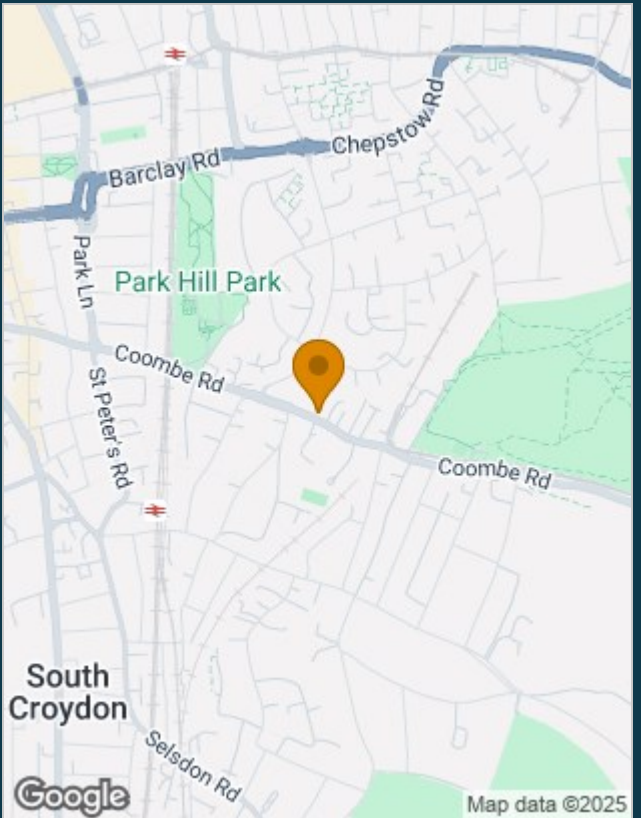 Chepstow Rd
Barclay Rd
Park Ln
Park Hill Park
Coombe Rd
St Peter's Rd
Coombe Rd
South
Croydon
Selsdon Rd
Google
Map data ©2025